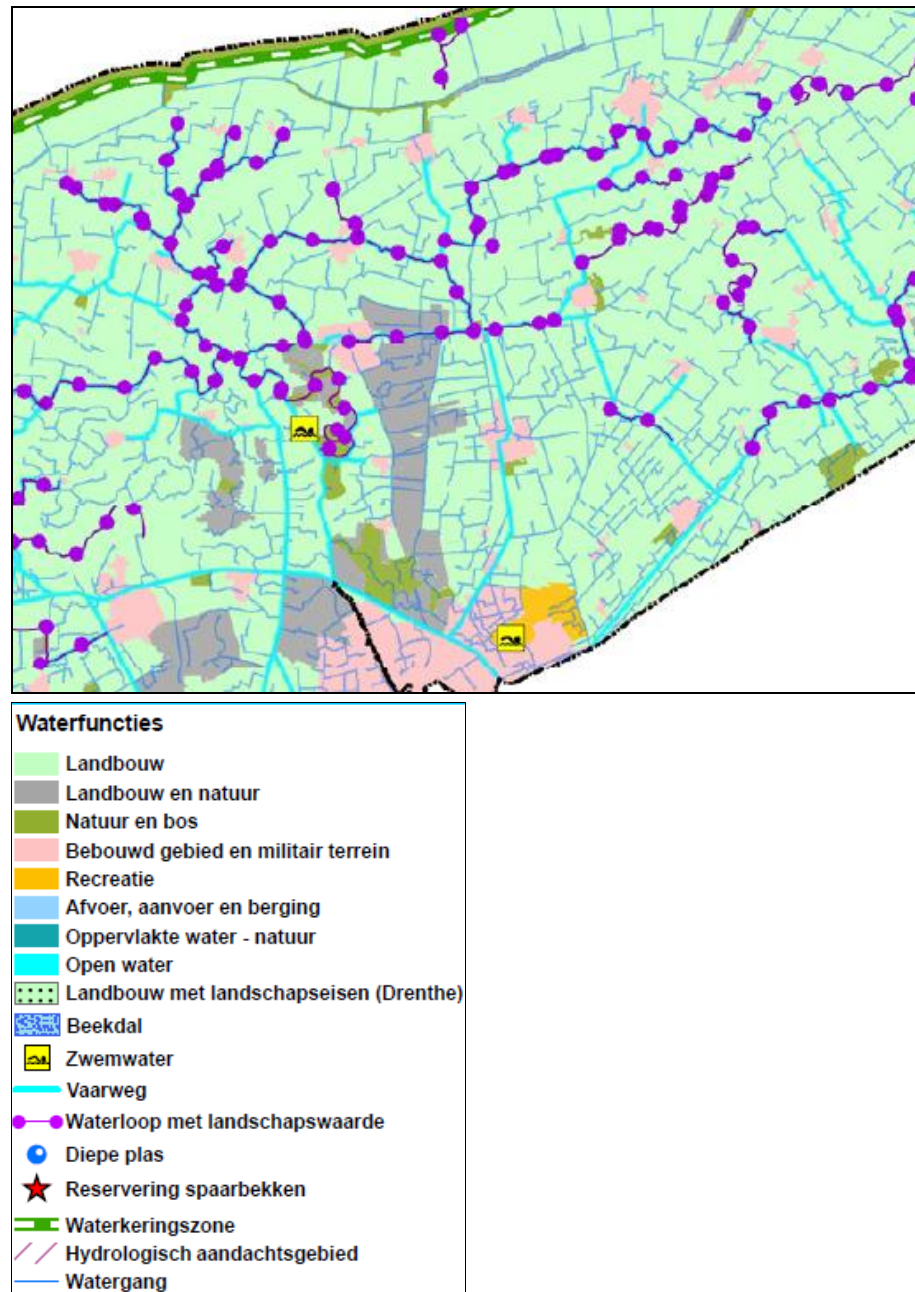 Waterfuncties
Landbouw
Landbouw en natuur
Natuur en bos
Bebouwd gebied en militair terrein
Recreatie
Afvoer, aanvoer en berging
Oppervlakte water - natuur
Open water
Landbouw met landschapseisen (Drenthe)
Beekdal
Zwemwater
Vaarweg
Waterloop met landschapswaarde
Diepe plas
Reservering spaarbekken
Waterkeringszone
Hydrologisch aandachtsgebied
Watergang